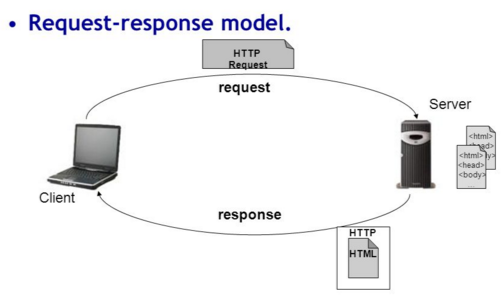 • Request-response model.
HTTP
Request
request
Server
<html>
<head>
<html>
<head>
<body>
Client
response
HTTP
HTML